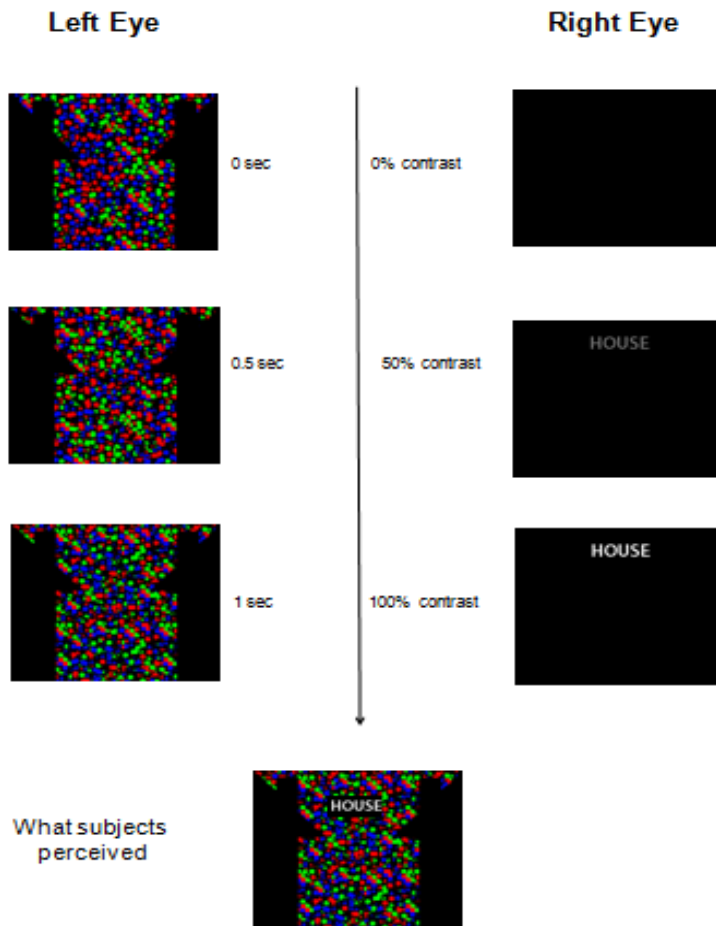 Left Eye
Right Eye
0 sec
0% contrast
0.5 sec
50% contrast
HOUSE
1 sec
100% contrast
HOUSE
HOUSE
What subjects
perceived